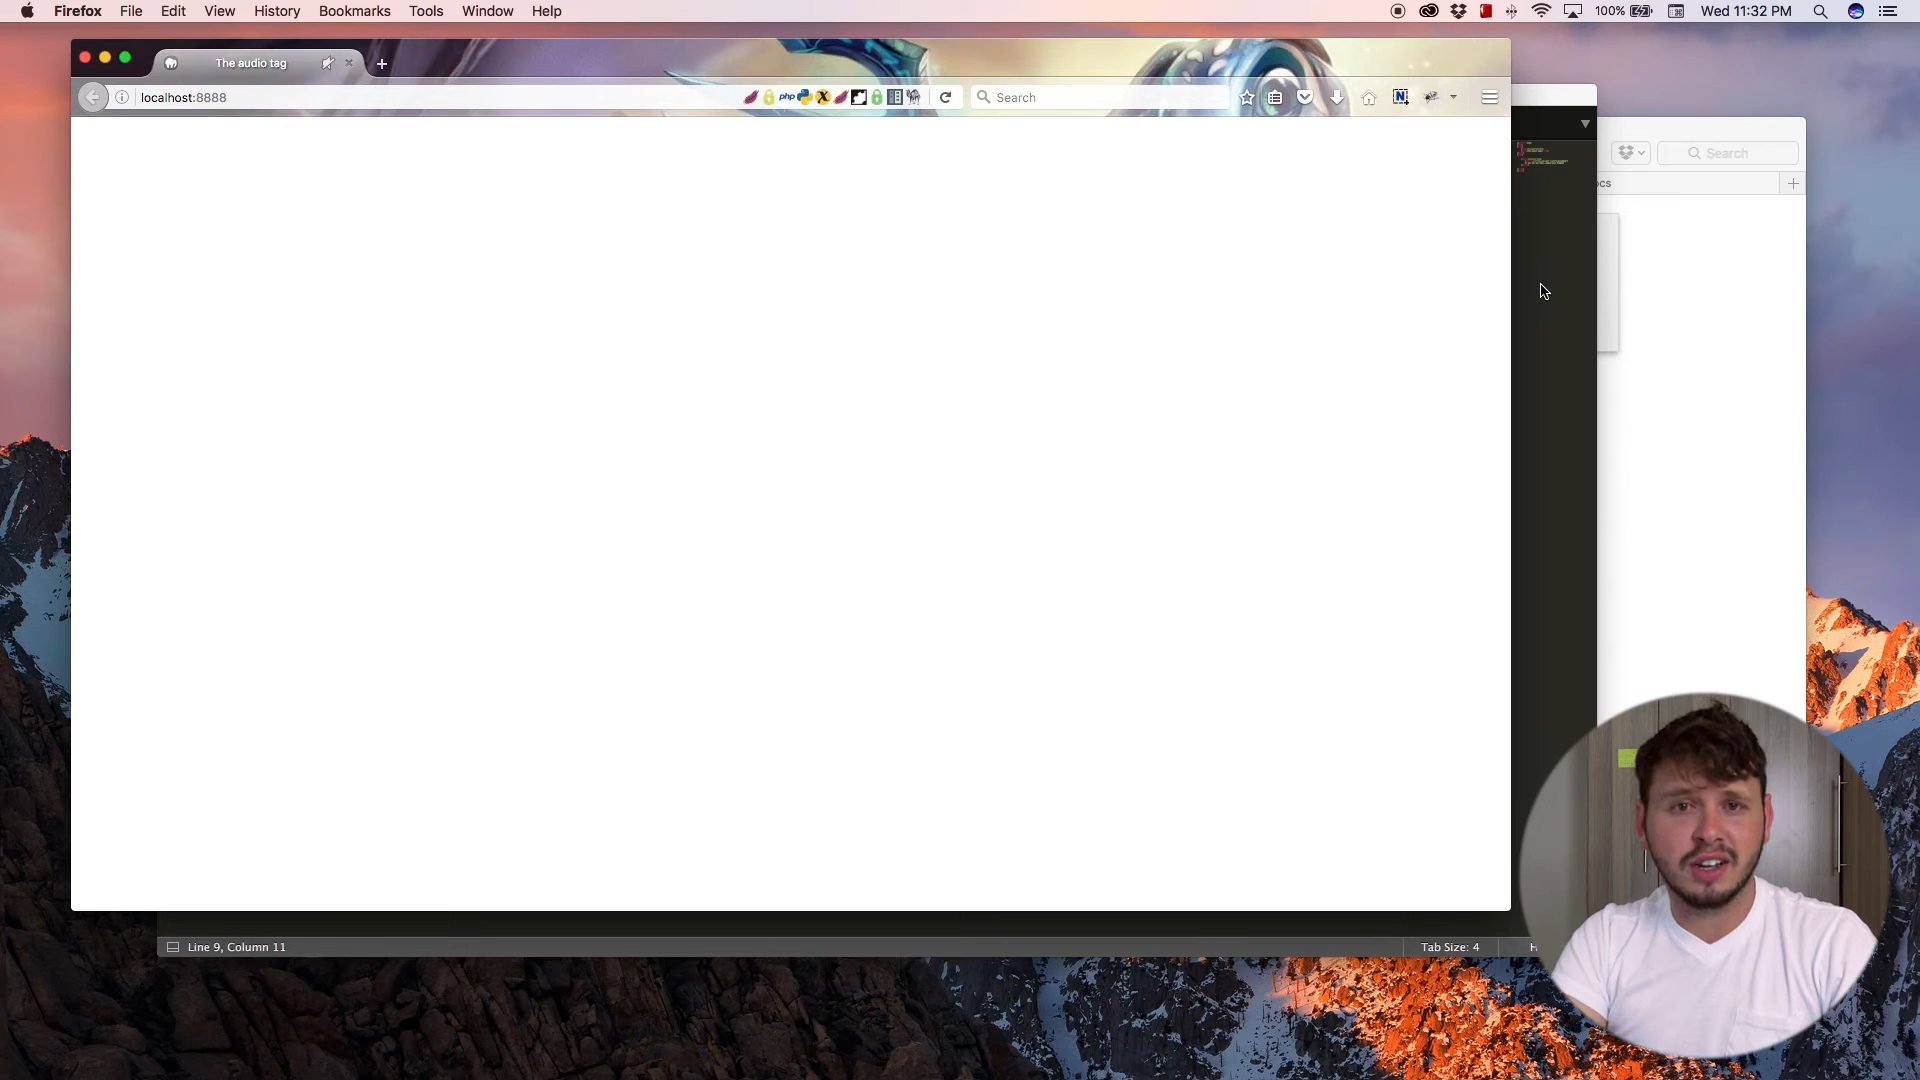 Firefox File Edit View History Bookmarks Tools Window Help
100% Wed 11:32 PM
The audio tag
localhost:8888
php
Search
N
Search
ocs
Line 9, Column 11
Tab Size: 4